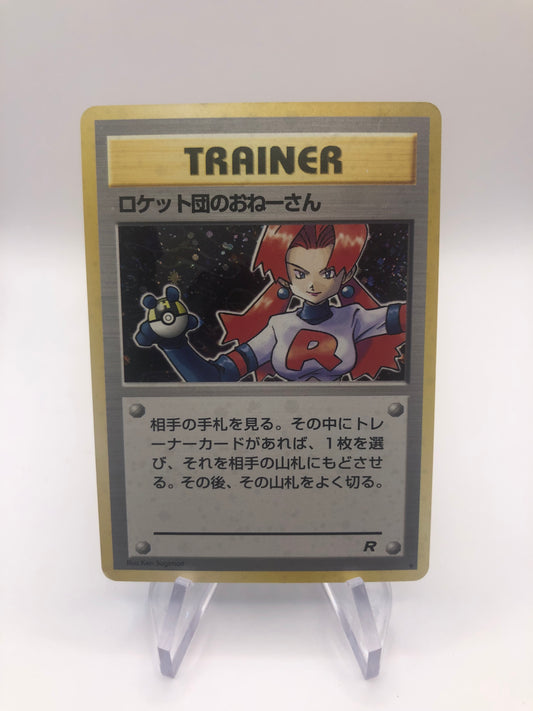 TRAINER
ロケット団のおねーさん
R
相手の手札を見る。その中にトレ
ーナーカードがあれば、1枚を選
び、それを相手の山札にもどさせ
る。その後、その山札をよく切る。
R
Illus.Ken Sugimori